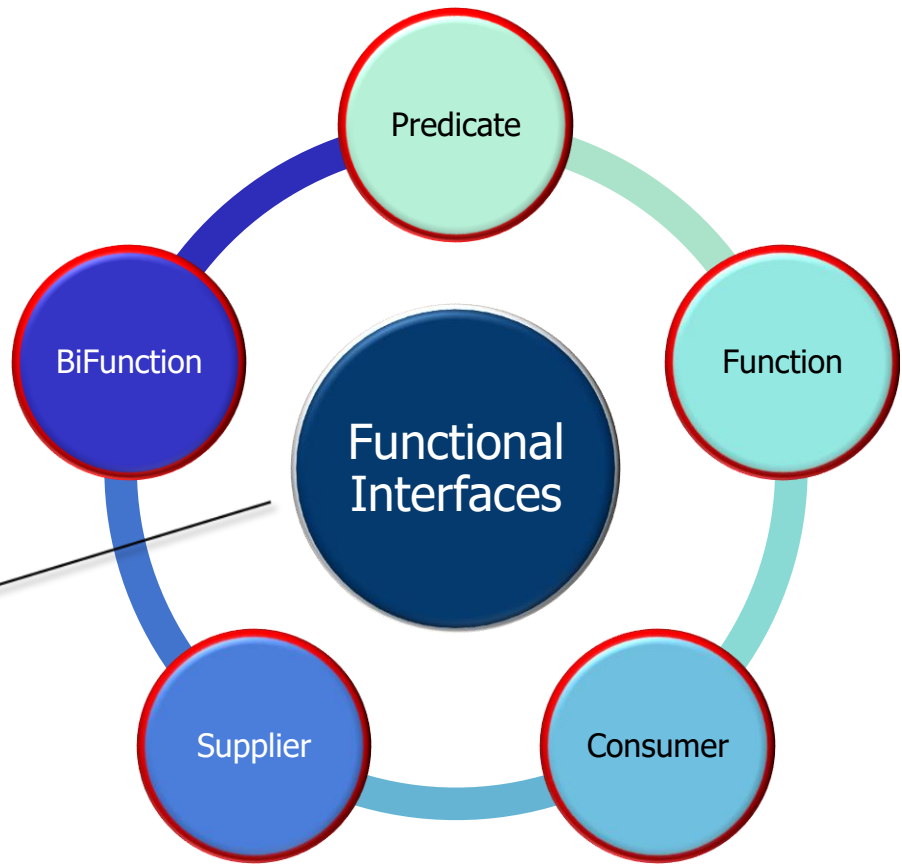 Predicate
BiFunction
Function
Functional
Interfaces
Supplier
Consumer